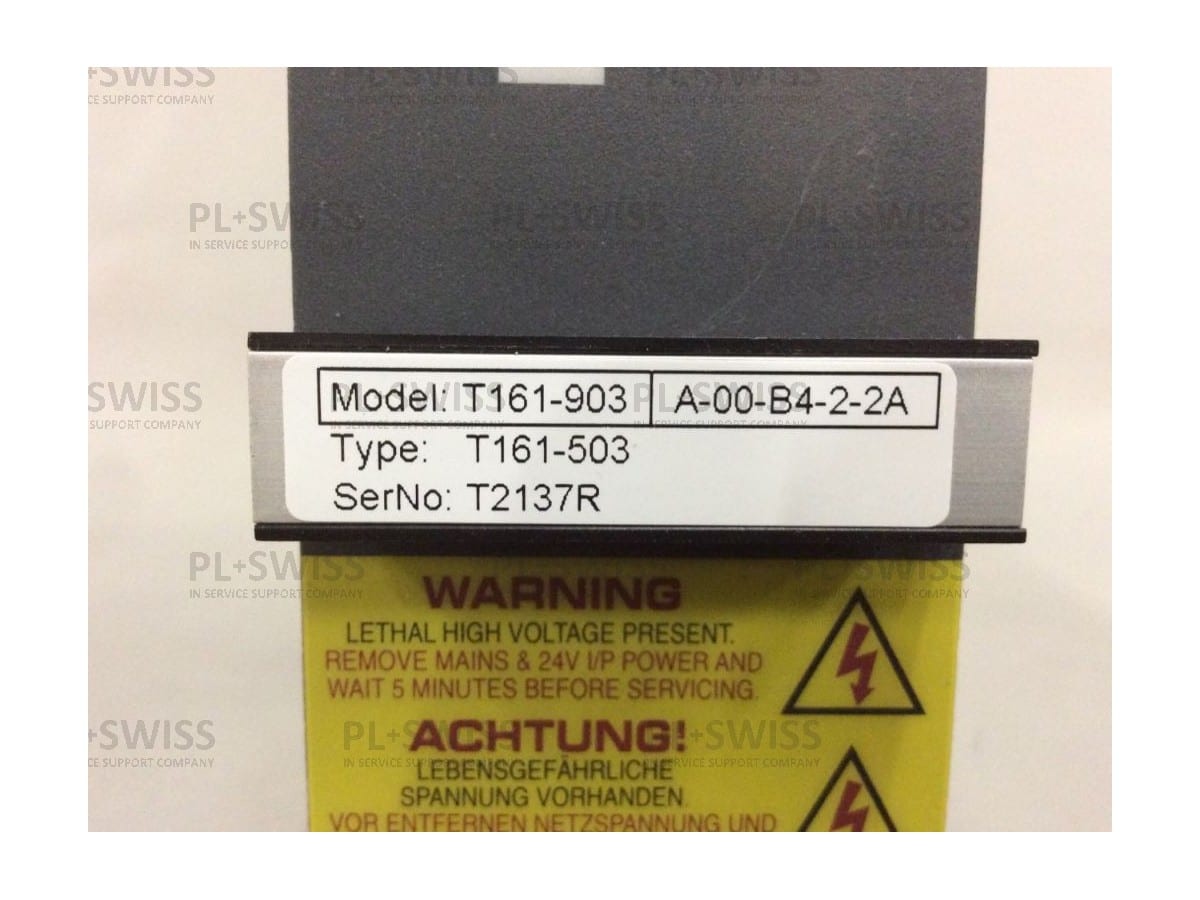 Model: T161-903 A-00-B4-2-2A
Type: T161-503
SerNo: T2137R
WARNING
LETHAL HIGH VOLTAGE PRESENT.
REMOVE MAINS & 24V I/P POWER AND
WAIT 5 MINUTES BEFORE SERVICING.
ACHTUNG!
LEBENSGEFÄHRLICHE
SPANNUNG VORHANDEN.
VOR ENTFERNEN NETZSPANNUNG UND
PL+SWISS
IN SERVICE SUPPORT COMPANY